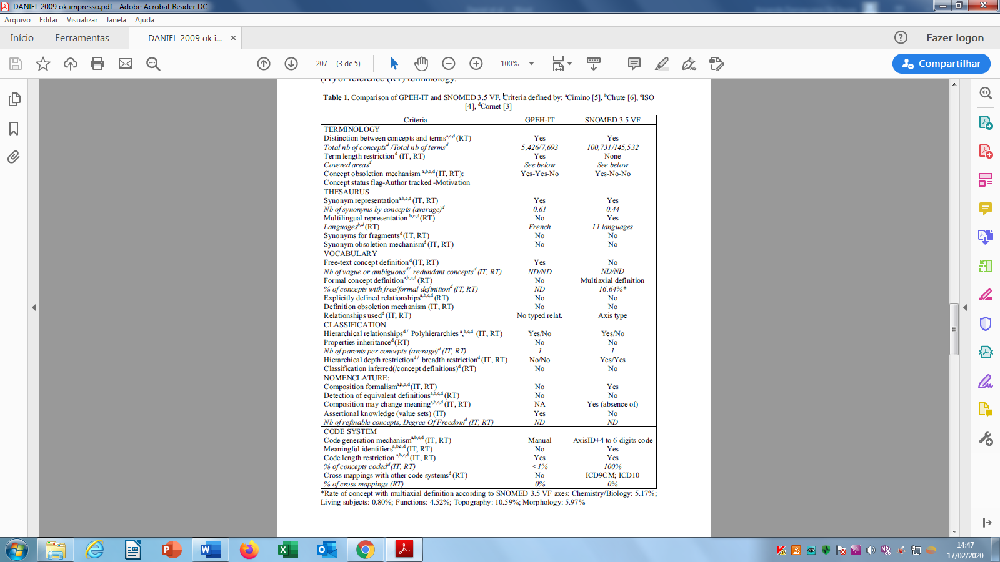 DANIEL 2009 ok impresso.pdf - Adobe Acrobat Reader DC
Arquivo Editar Visualizar Janela Ajuda
Início Ferramentas DANIEL 2009 ok i... × Fazer logon
207 (3 de 5) 100% Compartilhar
(IT) or reference (RT) terminology.
Table 1. Comparison of GPEH-IT and SNOMED 3.5 VF. Criteria defined by: aCimino [5], bChute [6], cISO
[4], dCornet [3]
Criteria GPEH-IT SNOMED 3.5 VF
TERMINOLOGY
Distinction between concepts and terms a,c,d (RT) Yes Yes
Total nb of concepts d /Total nb of terms d 5,426/7,693 100,731/145,532
Term length restriction d (IT, RT) Yes None
Covered areas d See below See below
Concept obsoletion mechanism a,b,c,d (IT, RT): Yes-Yes-No Yes-No-No
Concept status flag-Author tracked -Motivation
THESAURUS
Synonym representation a,b,c,d (IT, RT) Yes Yes
Nb of synonyms by concepts (average) d 0.61 0.44
Multilingual representation b,c,d (RT) No Yes
Languages b,d (RT) French 11 languages
Synonyms for fragments d (IT, RT) No No
Synonym obsoletion mechanism d (IT, RT) No No
VOCABULARY
Free-text concept definition d (IT, RT) Yes No
Nb of vague or ambiguous d/ redundant concepts d (IT, RT) ND/ND ND/ND
Formal concept definition a,b,c,d (RT) No Multiaxial definition
% of concepts with free/formal definition d (IT, RT) ND 16.64%*
Explicitly defined relationships a,b,c,d (RT) No No
Definition obsoletion mechanism (IT, RT) No No
Relationships used d (IT, RT) No typed relat. Axis type
CLASSIFICATION
Hierarchical relationships d / Polyhierarchies a,b,c,d (IT, RT) Yes/No Yes/No
Properties inheritance d (RT) No No
Nb of parents per concepts (average) d (IT, RT) 1 1
Hierarchical depth restriction d / breadth restriction d (IT, RT) No/No Yes/Yes
Classification inferred(/concept definitions) d (RT) No No
NOMENCLATURE:
Composition formalism a,b,c,d (IT, RT) No Yes
Detection of equivalent definitions a,b,c,d (RT) No No
Composition may change meaning a,b,c,d (IT, RT) NA Yes (absence of)
Assertional knowledge (value sets) (IT) Yes No
Nb of refinable concepts, Degree Of Freedom d (IT, RT) ND ND
CODE SYSTEM
Code generation mechanism a,b,c,d (IT, RT) Manual AxisID+4 to 6 digits code
Meaningful identifiers a,b,c,d (IT, RT) No Yes
Code length restriction a,b,c,d (IT, RT) Yes Yes
% of concepts coded d (IT, RT) <1% 100%
Cross mappings with other code systems d (RT) No ICD9CM; ICD10
% of cross mappings (RT) 0% 0%
*Rate of concept with multiaxial definition according to SNOMED 3.5 VF axes: Chemistry/Biology: 5.17%;
Living subjects: 0.80%; Functions: 4.52%; Topography: 10.59%; Morphology: 5.97%
14:47
17/02/2020